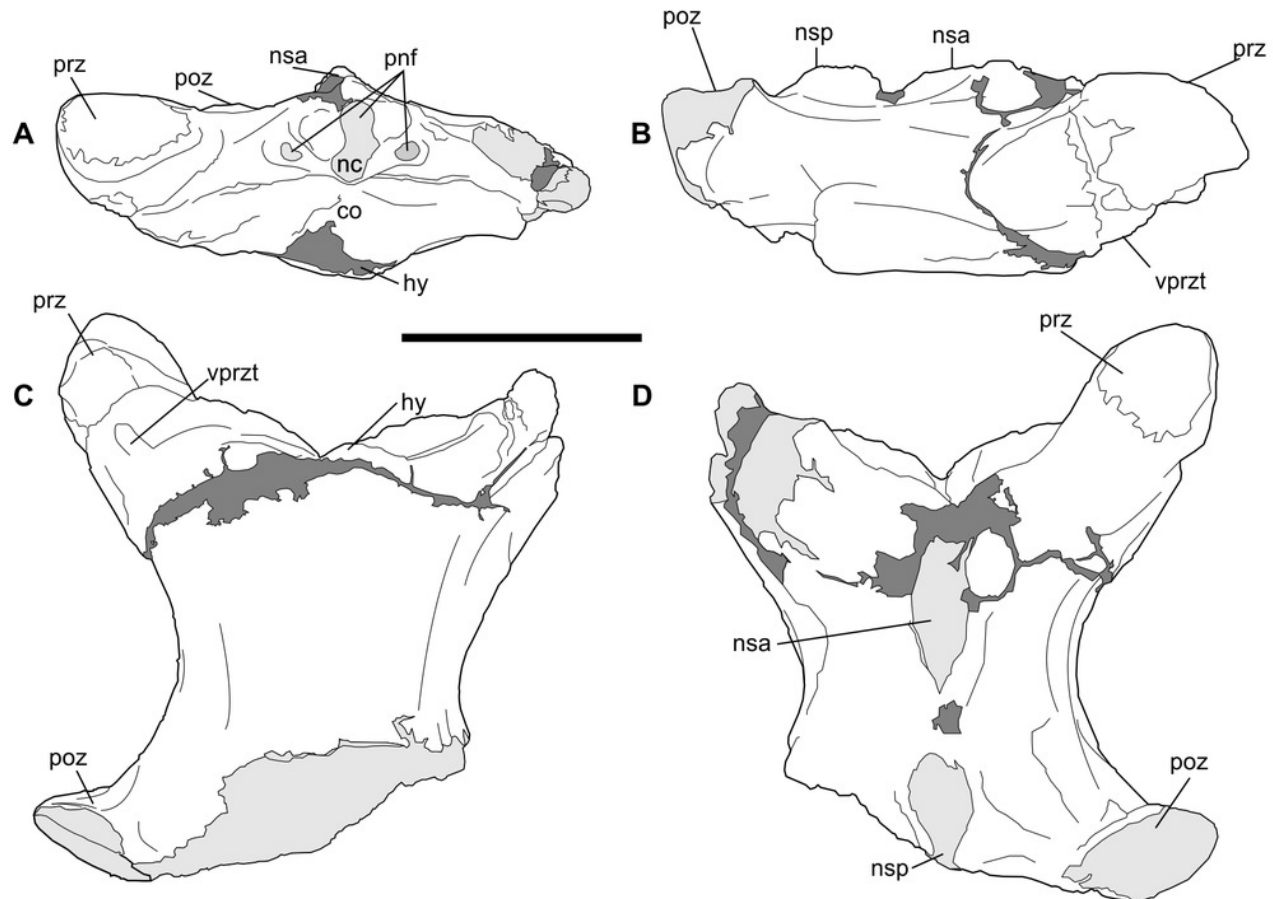 prz
poz
nsa
pnf
A
nc
co
hy
poz
nsp
nsa
prz
B
vprzt
prz
vprzt
hy
C
poz
prz
D
nsa
poz
nsp